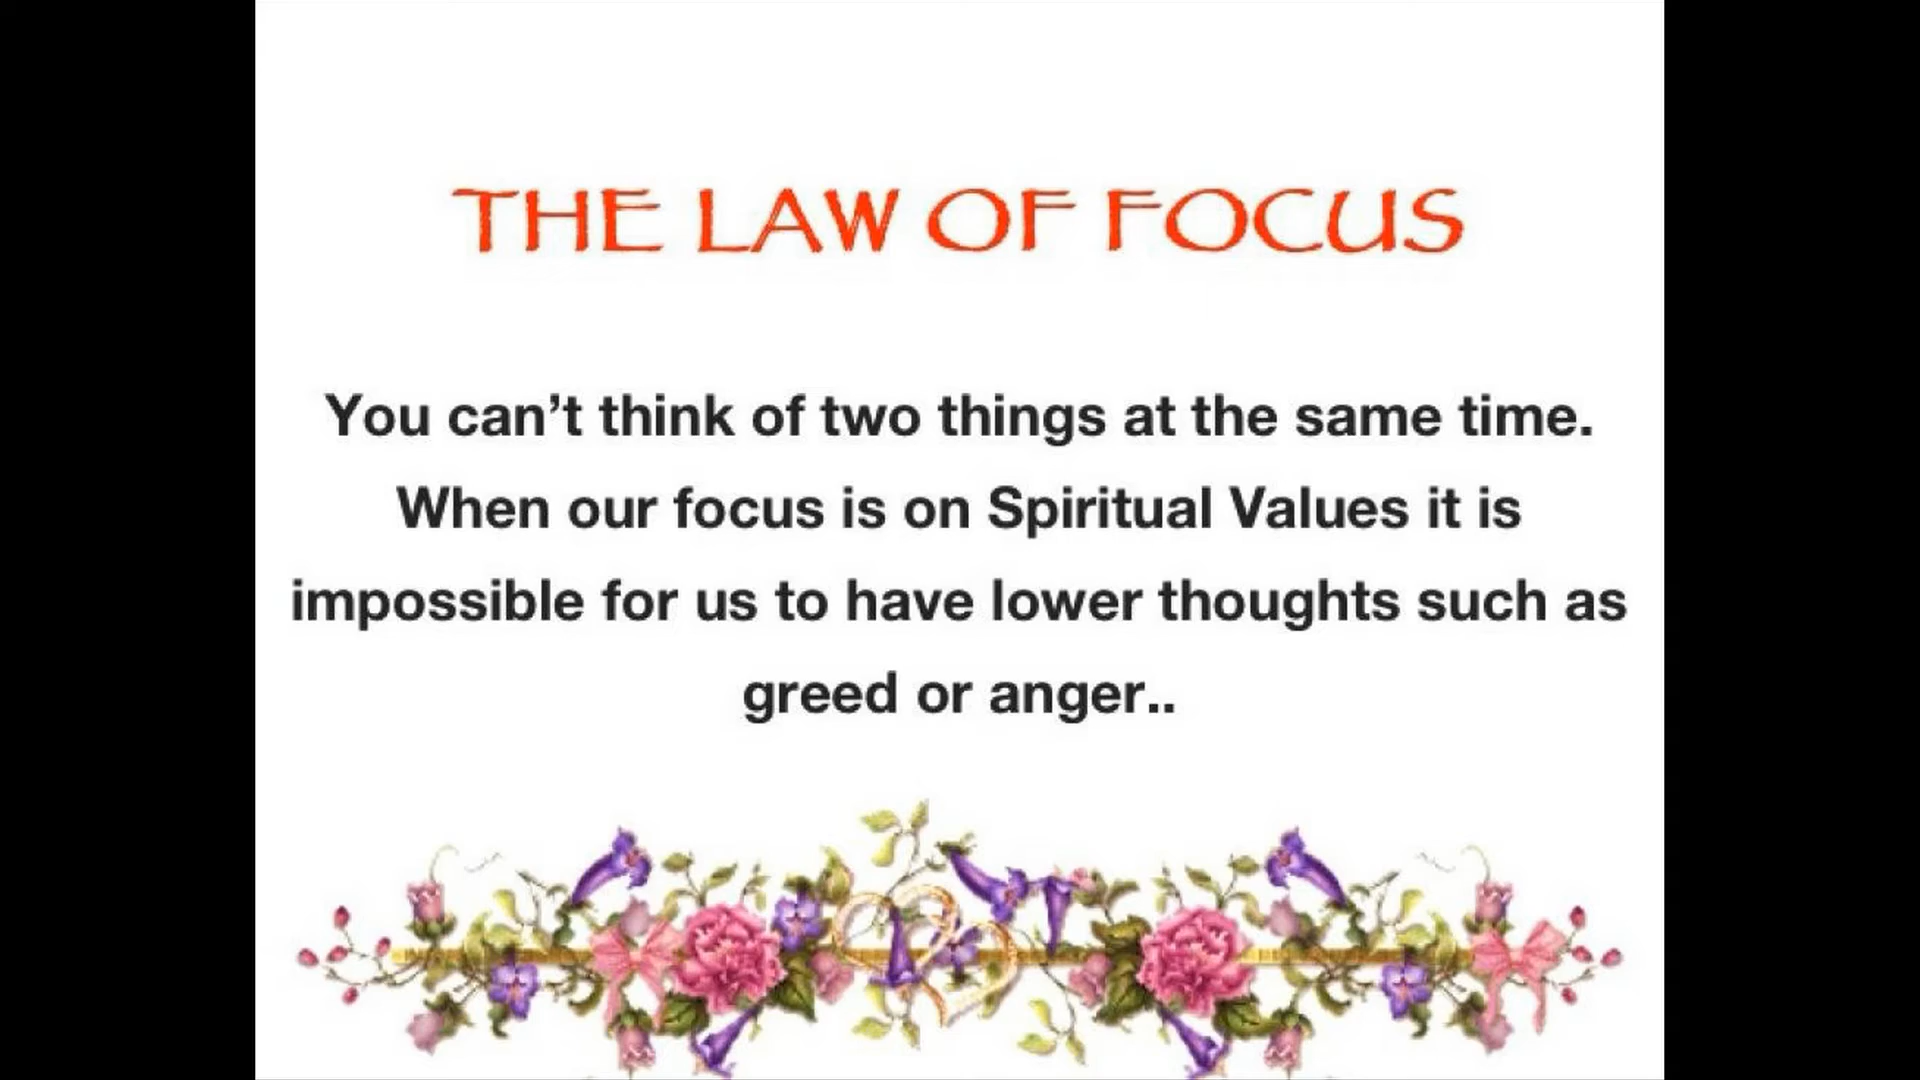 THE LAW OF FOCUS
You can’t think of two things at the same time.
When our focus is on Spiritual Values it is
impossible for us to have lower thoughts such as
greed or anger..